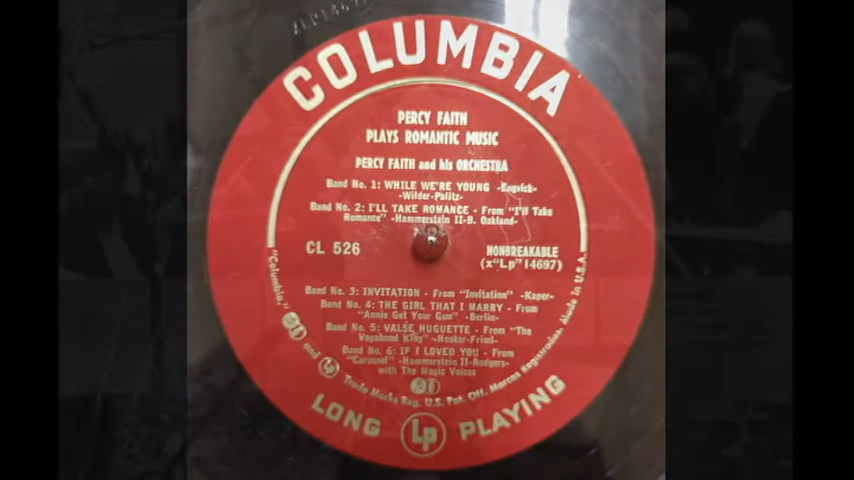 COLUMBIA
PERCY FAITH
PLAYS ROMANTIC MUSIC
PERCY FAITH and his ORCHESTRA
Band No. 1: WHILE WE'RE YOUNG -Engvick-
-Wilder-Palitz-
Band No. 2: I'LL TAKE ROMANCE - From "I'll Take
Romance" -Hammerstein II-B. Oakland-
CL 526
NONBREAKABLE
(x"Lp"14697)
Band No. 3: INVITATION - From "Invitation" -Kaper-
Band No. 4: THE GIRL THAT I MARRY - From
"Annie Get Your Gun" -Berlin-
Band No. 5: VALSE HUGUETTE - From "The
Vagabond King" -Hooker-Friml-
Band No. 6: IF I LOVED YOU - From
"Carousel" -Hammerstein II-Rodgers-
with The Magic Voices
"Columbia," and Lp Trade Marks Reg. U.S. Pat. Off. Marcas Registradas. Made in U.S.A.
LONG Lp PLAYING